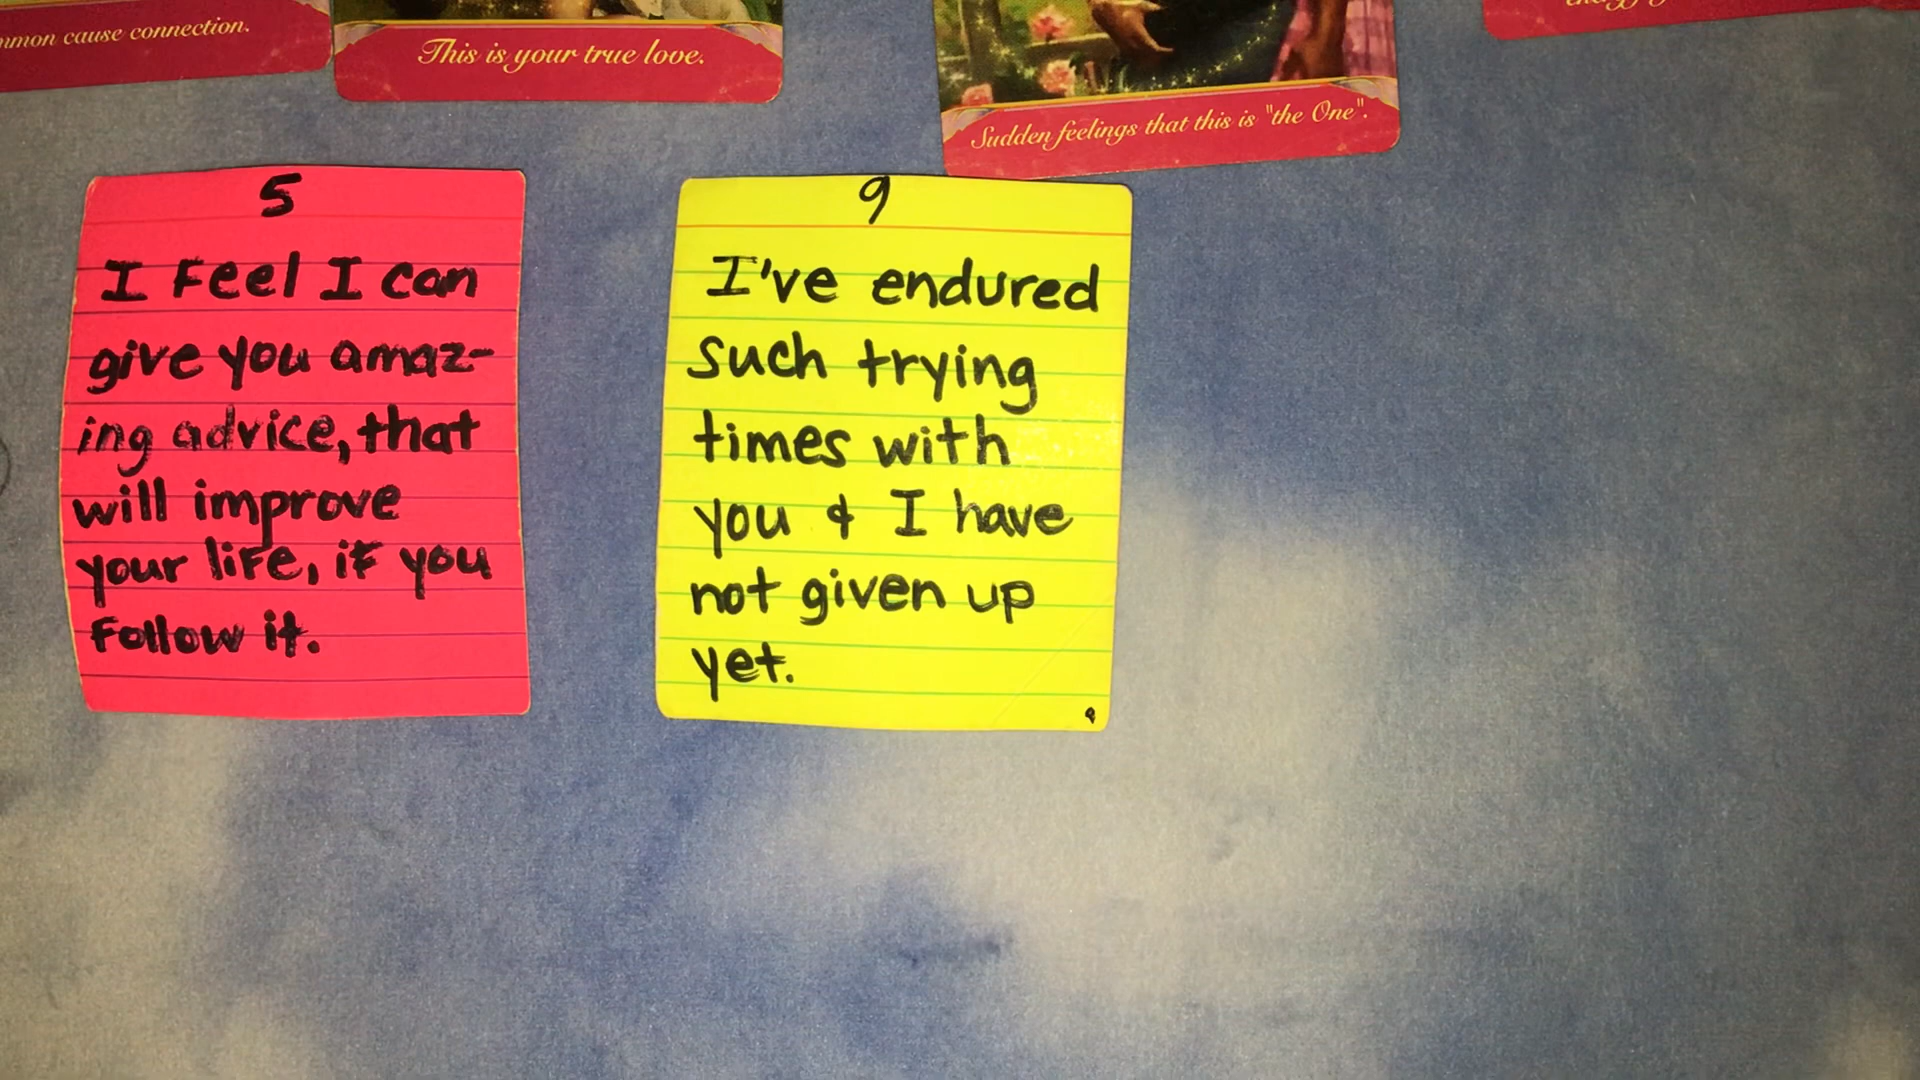 mmon cause connection.
This is your true love.
Sudden feelings that this is "the One".
5
I Feel I can
give you amaz-
ing advice, that
will improve
your life, if you
Follow it.
9
I've endured
such trying
times with
you & I have
not given up
yet.
9